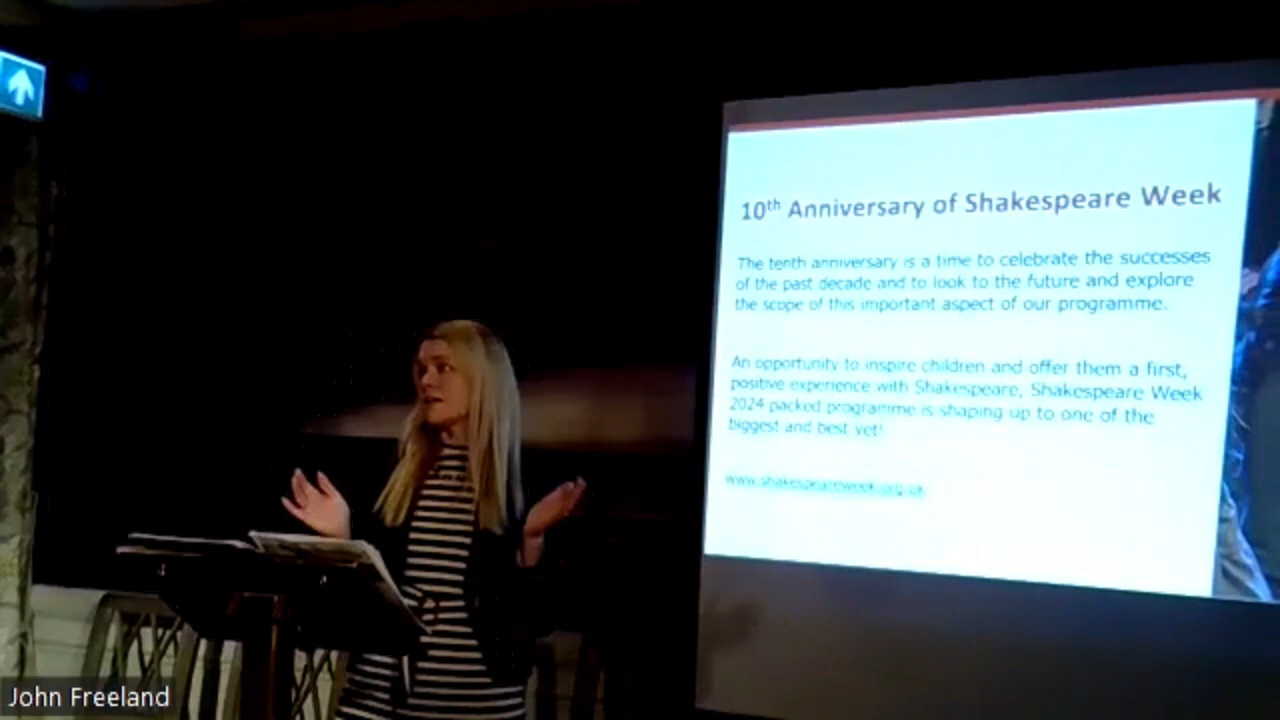 10th Anniversary of Shakespeare Week
The tenth anniversary is a time to celebrate the successes
of the past decade and to look to the future and explore
the scope of this important aspect of our programme.
An opportunity to inspire children and offer them a first,
positive experience with Shakespeare, Shakespeare Week
2024 packed programme is shaping up to one of the
biggest and best yet!
www.shakespeareweek.org.uk
John Freeland